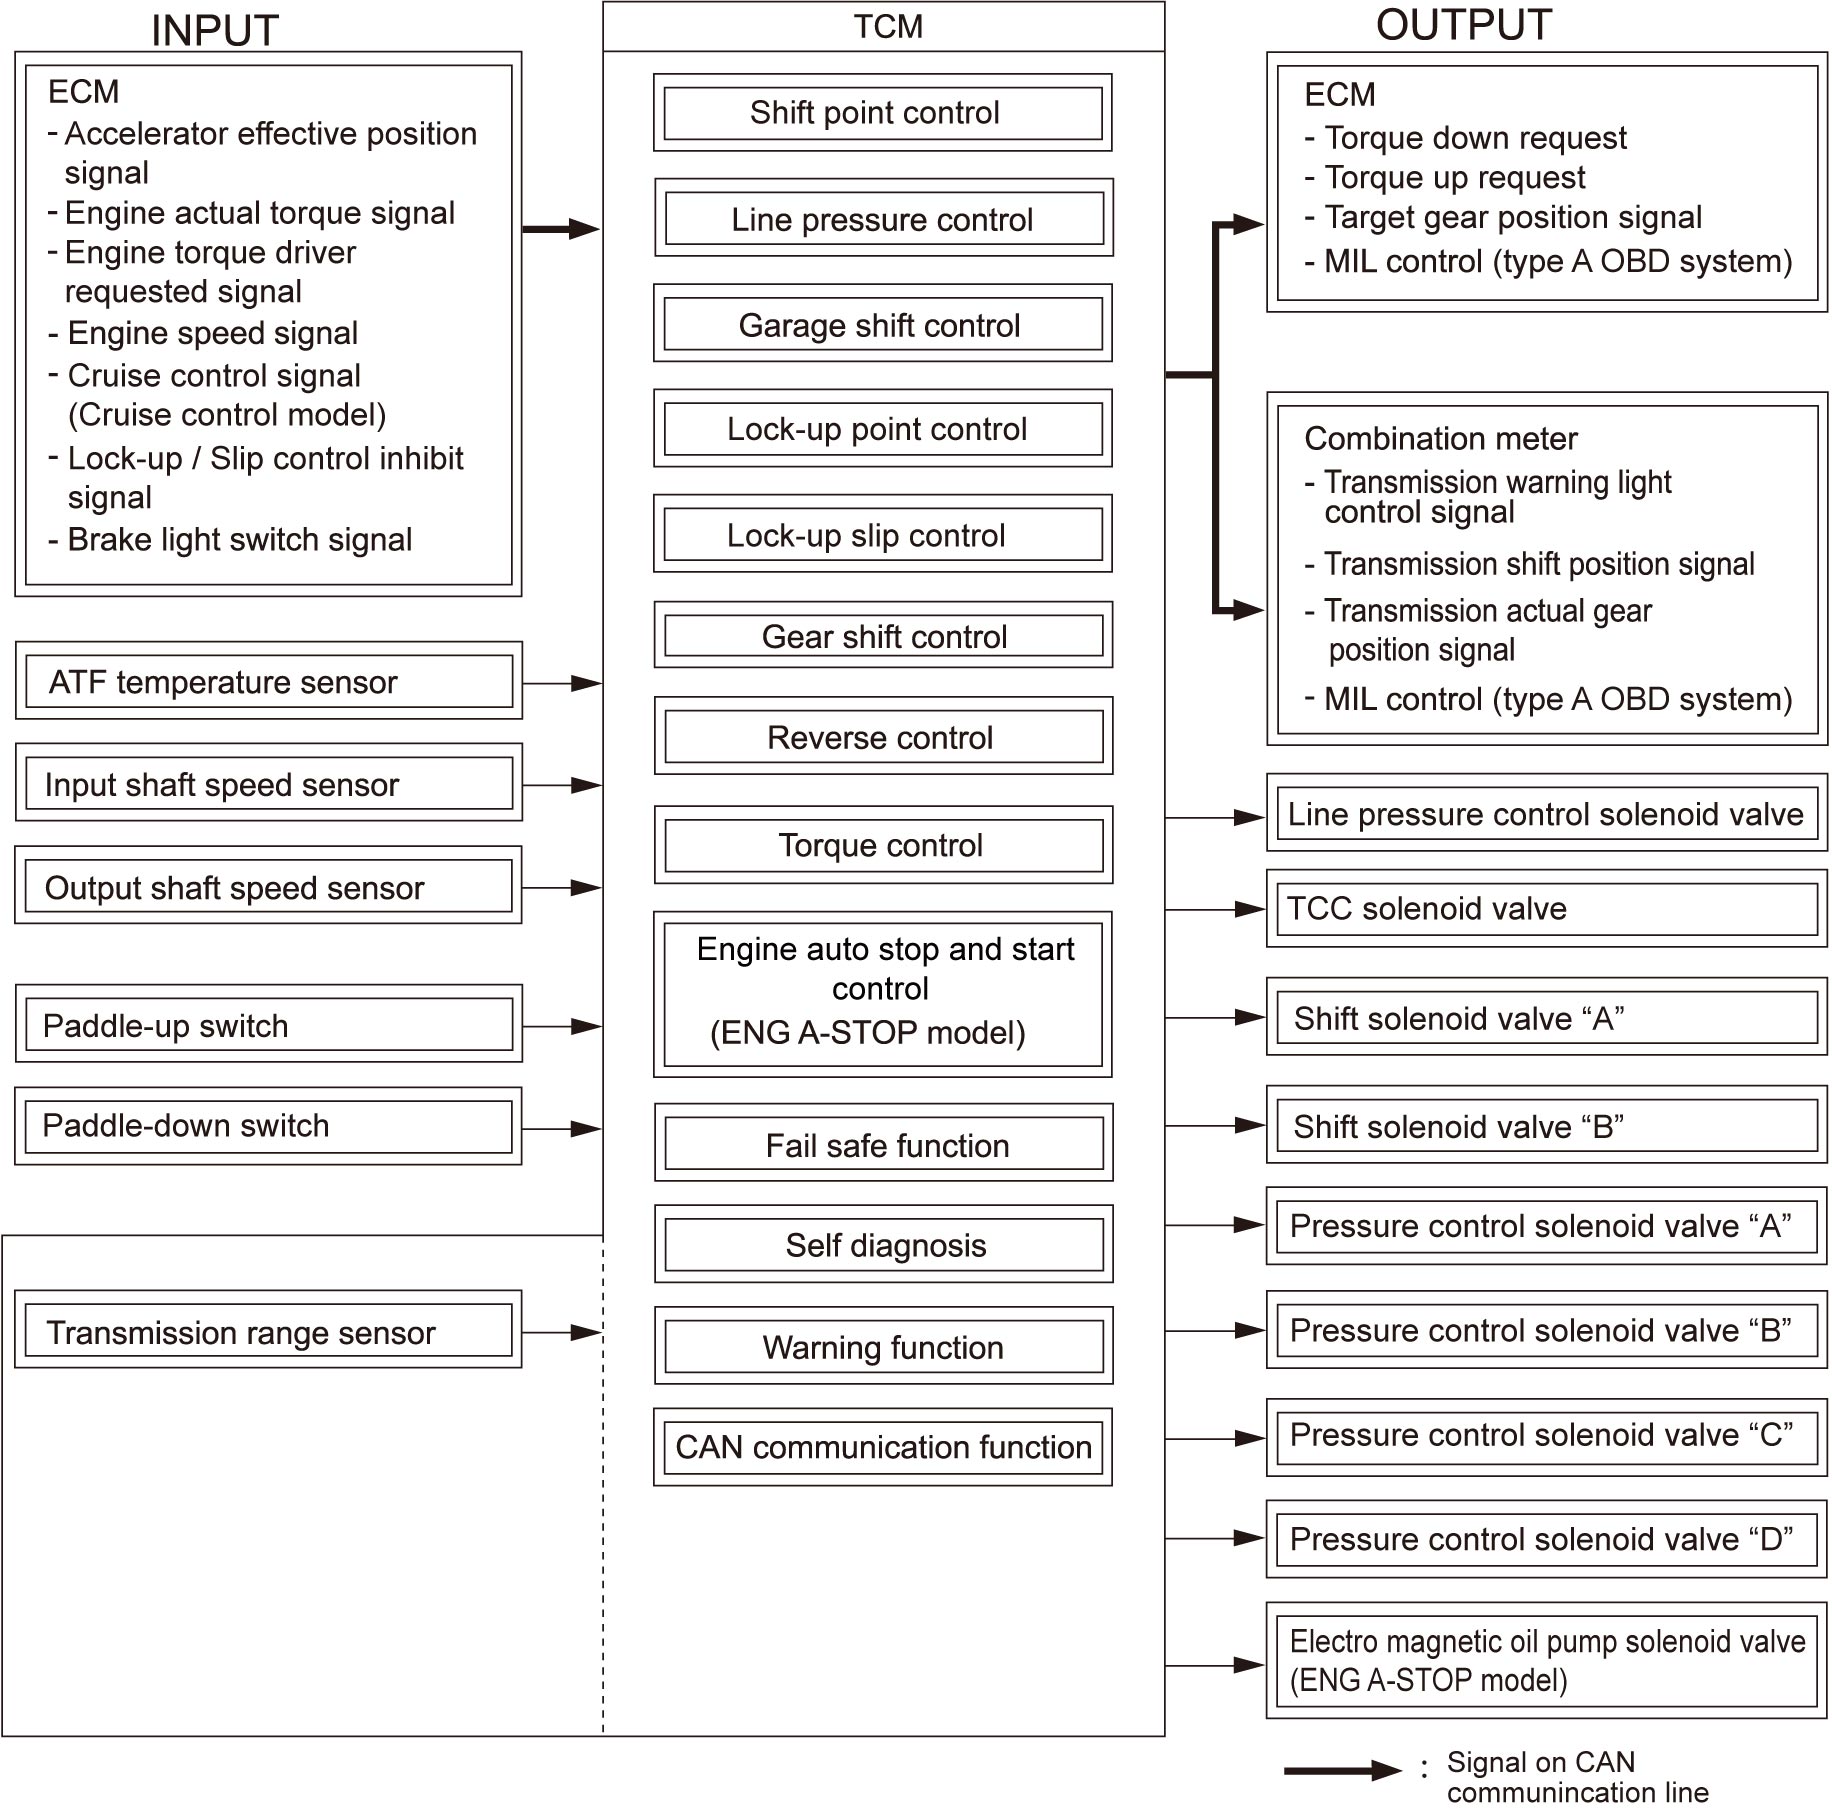 INPUT
ECM
- Accelerator effective position
signal
- Engine actual torque signal
- Engine torque driver
requested signal
- Engine speed signal
- Cruise control signal
(Cruise control model)
- Lock-up / Slip control inhibit
signal
- Brake light switch signal
ATF temperature sensor
Input shaft speed sensor
Output shaft speed sensor
Paddle-up switch
Paddle-down switch
Transmission range sensor
TCM
Shift point control
Line pressure control
Garage shift control
Lock-up point control
Lock-up slip control
Gear shift control
Reverse control
Torque control
Engine auto stop and start
control
(ENG A-STOP model)
Fail safe function
Self diagnosis
Warning function
CAN communication function
OUTPUT
ECM
- Torque down request
- Torque up request
- Target gear position signal
- MIL control (type A OBD system)
Combination meter
- Transmission warning light
control signal
- Transmission shift position signal
- Transmission actual gear
position signal
- MIL control (type A OBD system)
Line pressure control solenoid valve
TCC solenoid valve
Shift solenoid valve “A”
Shift solenoid valve “B”
Pressure control solenoid valve “A”
Pressure control solenoid valve “B”
Pressure control solenoid valve “C”
Pressure control solenoid valve “D”
Electro magnetic oil pump solenoid valve
(ENG A-STOP model)
: Signal on CAN
communincation line